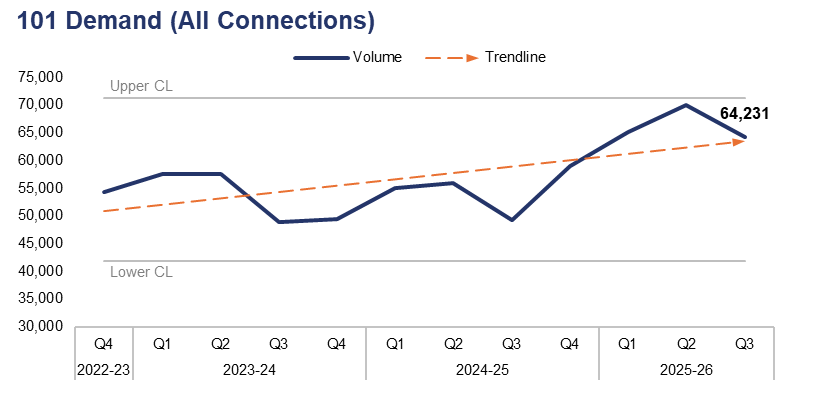 101 Demand (All Connections)
Volume Trendline
75,000
Upper CL
70,000
64,231
65,000
60,000
55,000
50,000
45,000
40,000
Lower CL
35,000
30,000
Q4 Q1 Q2 Q3 Q4 Q1 Q2 Q3 Q4 Q1 Q2 Q3
2022-23 2023-24 2024-25 2025-26